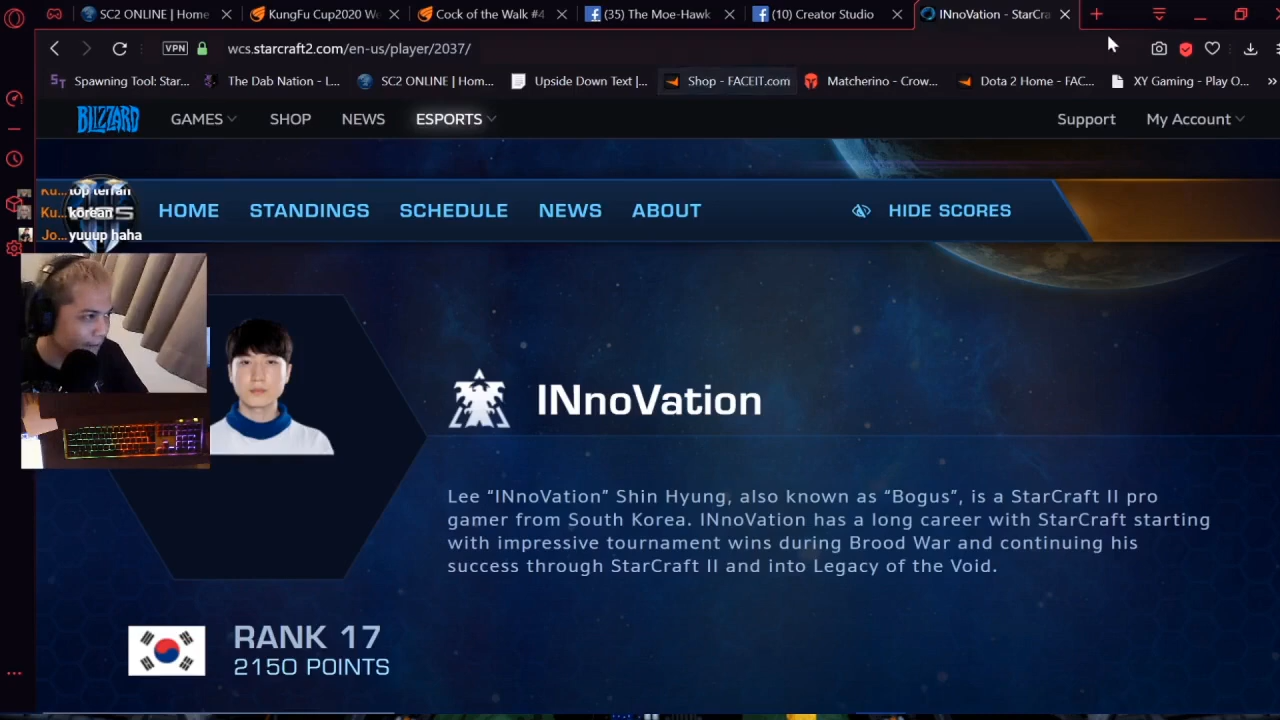 SC2 ONLINE | Home
KungFu Cup2020 We
Cock of the Walk #4
(35) The Moe-Hawk
(10) Creator Studio
INnoVation - StarCra
VPN
wcs.starcraft2.com/en-us/player/2037/
Spawning Tool: Star...
The Dab Nation - L...
SC2 ONLINE | Hom...
Upside Down Text |...
Shop - FACEIT.com
Matcherino - Crow...
Dota 2 Home - FAC...
XY Gaming - Play O...
BLIZZARD
GAMES
SHOP
NEWS
ESPORTS
Support
My Account
Ku...top terran
Ku...korean
Jo...yuuup haha
HOME
STANDINGS
SCHEDULE
NEWS
ABOUT
HIDE SCORES
INnoVation
Lee “INnoVation” Shin Hyung, also known as “Bogus”, is a StarCraft II pro
gamer from South Korea. INnoVation has a long career with StarCraft starting
with impressive tournament wins during Brood War and continuing his
success through StarCraft II and into Legacy of the Void.
RANK 17
2150 POINTS